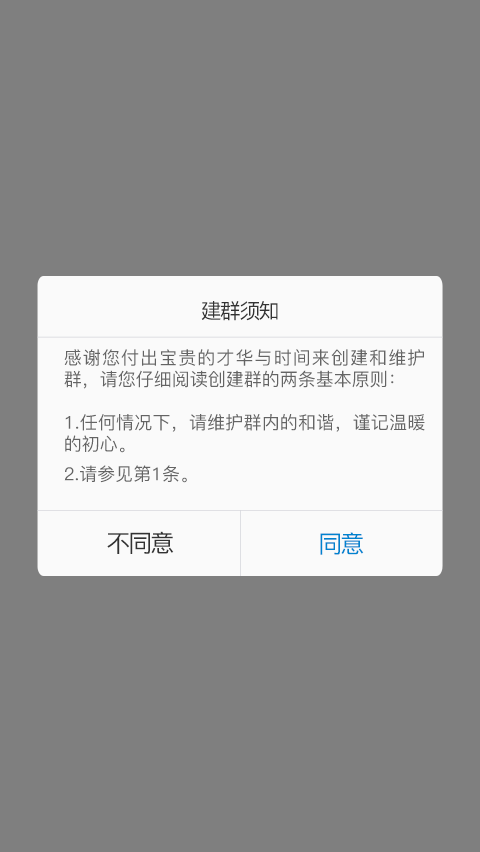 建群须知
感谢您付出宝贵的才华与时间来创建和维护
群，请您仔细阅读创建群的两条基本原则：
1.任何情况下，请维护群内的和谐，谨记温暖
的初心。
2.请参见第1条。
不同意
同意